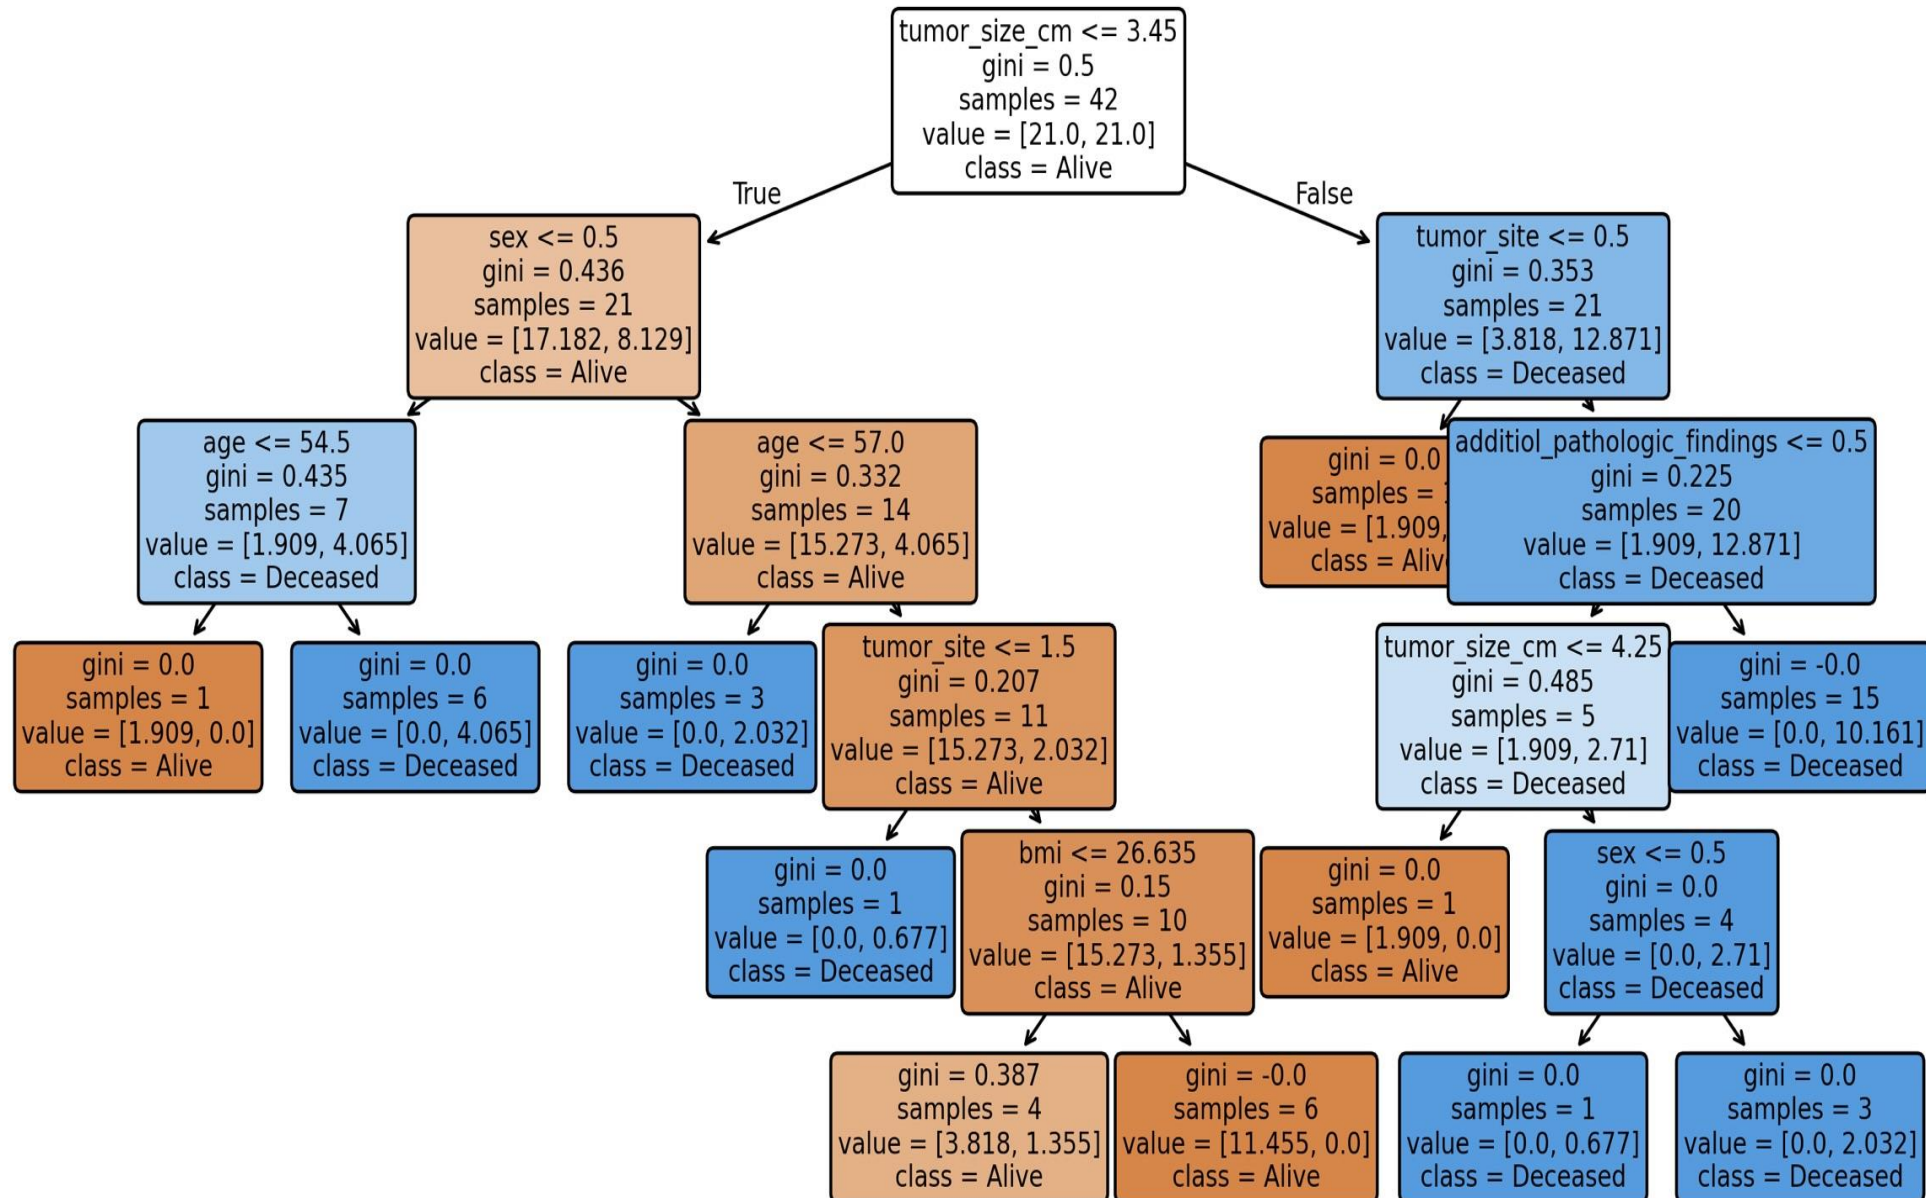 tumor_size_cm <= 3.45
gini = 0.5
samples = 42
value = [21.0, 21.0]
class = Alive
True
False
sex <= 0.5
gini = 0.436
samples = 21
value = [17.182, 8.129]
class = Alive
tumor_site <= 0.5
gini = 0.353
samples = 21
value = [3.818, 12.871]
class = Deceased
age <= 54.5
gini = 0.435
samples = 7
value = [1.909, 4.065]
class = Deceased
age <= 57.0
gini = 0.332
samples = 14
value = [15.273, 4.065]
class = Alive
gini = 0.0
samples =
value = [1.909,
class =
additiol_pathologic_findings <= 0.5
gini = 0.225
samples = 20
value = [1.909, 12.871]
class = Deceased
gini = 0.0
samples = 1
value = [1.909, 0.0]
class = Alive
gini = 0.0
samples = 6
value = [0.0, 4.065]
class = Deceased
gini = 0.0
samples = 3
value = [0.0, 2.032]
class = Deceased
tumor_site <= 1.5
gini = 0.207
samples = 11
value = [15.273, 2.032]
class = Alive
tumor_size_cm <= 4.25
gini = 0.485
samples = 5
value = [1.909, 2.71]
class = Deceased
gini = -0.0
samples = 15
value = [0.0, 10.161]
class = Deceased
gini = 0.0
samples = 1
value = [0.0, 0.677]
class = Deceased
bmi <= 26.635
gini = 0.15
samples = 10
value = [15.273, 1.355]
class = Alive
gini = 0.0
samples = 1
value = [1.909, 0.0]
class = Alive
sex <= 0.5
gini = 0.0
samples = 4
value = [0.0, 2.71]
class = Deceased
gini = 0.387
samples = 4
value = [3.818, 1.355]
class = Alive
gini = -0.0
samples = 6
value = [11.455, 0.0]
class = Alive
gini = 0.0
samples = 1
value = [0.0, 0.677]
class = Deceased
gini = 0.0
samples = 3
value = [0.0, 2.032]
class = Deceased